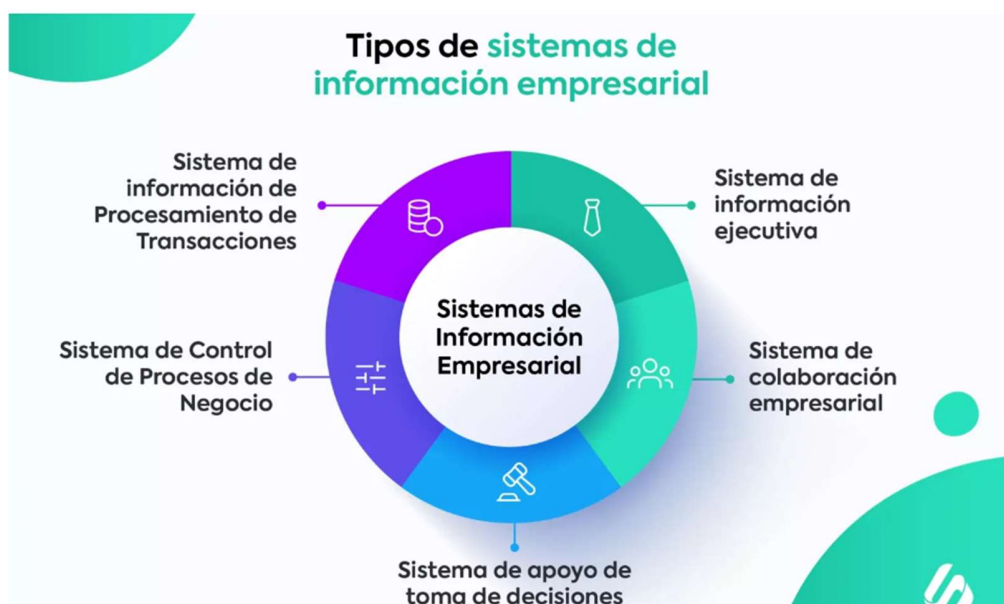 Tipos de sistemas de
información empresarial
Sistema de
información de
Procesamiento de
Transacciones
Sistema de
información
ejecutiva
Sistemas de
Información
Empresarial
Sistema de Control
de Procesos de
Negocio
Sistema de
colaboración
empresarial
Sistema de apoyo de
toma de decisiones